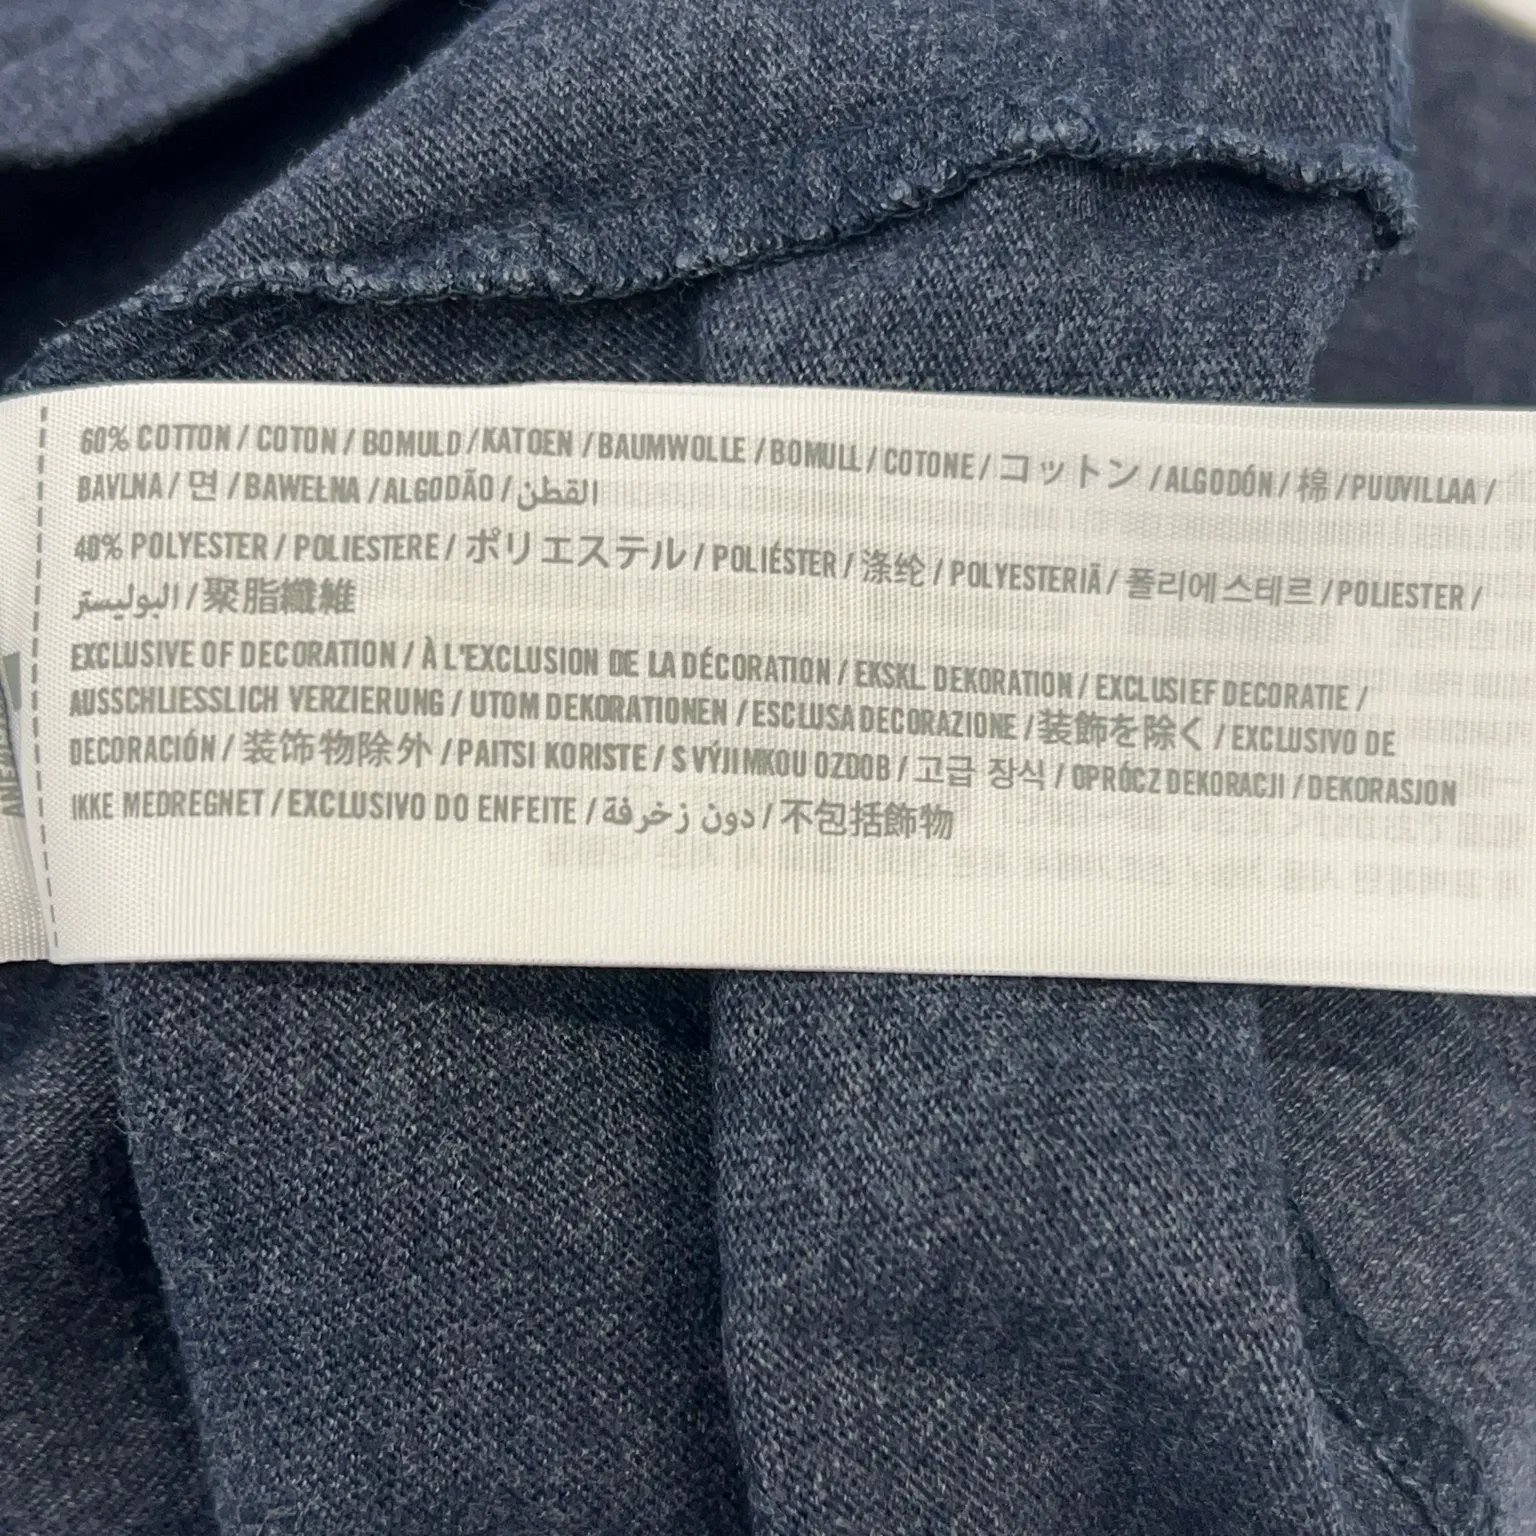 60% COTTON / COTON / BOMULD / KATOEN / BAUMWOLLE / BOMULL / COTONE / コットン / ALGODÓN / 棉 / PUUVILLAA /
BAVLNA / 면 / BAWEŁNA / ALGODÃO / القطن
40% POLYESTER / POLIESTERE / ポリエステル / POLIÉSTER / 涤纶 / POLYESTERIÄ / 폴리에스테르 / POLIESTER /
البوليستر / 聚脂纖維
EXCLUSIVE OF DECORATION / À L'EXCLUSION DE LA DÉCORATION / EKSKL DEKORATION / EXCLUSIEF DECORATIE /
AUSSCHLIESSLICH VERZIERUNG / UTOM DEKORATIONEN / ESCLUSA DECORAZIONE / 装飾を除く / EXCLUSIVO DE
DECORACIÓN / 装饰物除外 / PAITSI KORISTE / S VÝJIMKOU OZDOB / 고급 장식 / OPRÓCZ DEKORACJI / DEKORASJON
IKKE MEDREGNET / EXCLUSIVO DO ENFEITE / دون زخرفة / 不包括飾物